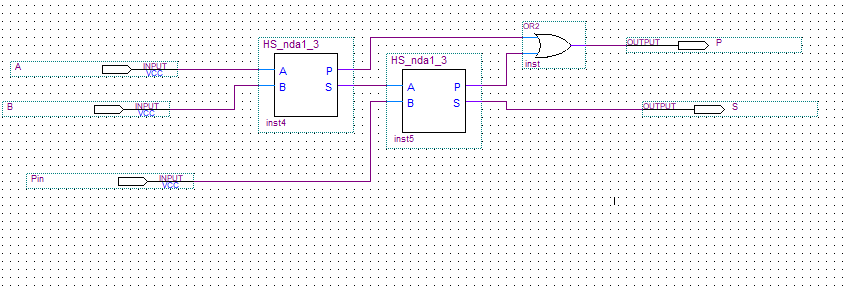 OR2
HS_nda1_3
OUTPUT P
A INPUT
VCC
A P
B S
HS_nda1_3
A P
B S
inst
B INPUT
VCC
inst4
OUTPUT S
inst5
Pin INPUT
VCC